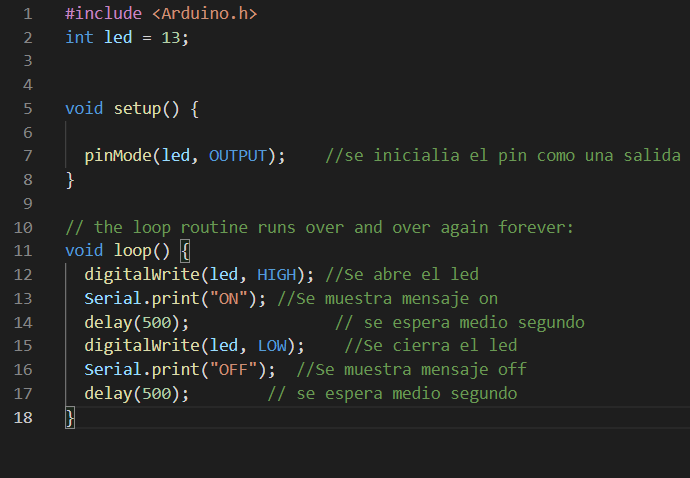 1 #include <Arduino.h>
2 int led = 13;
3
4
5 void setup() {
6
7 pinMode(led, OUTPUT); //se inicialia el pin como una salida
8 }
9
10 // the loop routine runs over and over again forever:
11 void loop() {
12 digitalWrite(led, HIGH); //Se abre el led
13 Serial.print("ON"); //Se muestra mensaje on
14 delay(500); // se espera medio segundo
15 digitalWrite(led, LOW); //Se cierra el led
16 Serial.print("OFF"); //Se muestra mensaje off
17 delay(500); // se espera medio segundo
18 }